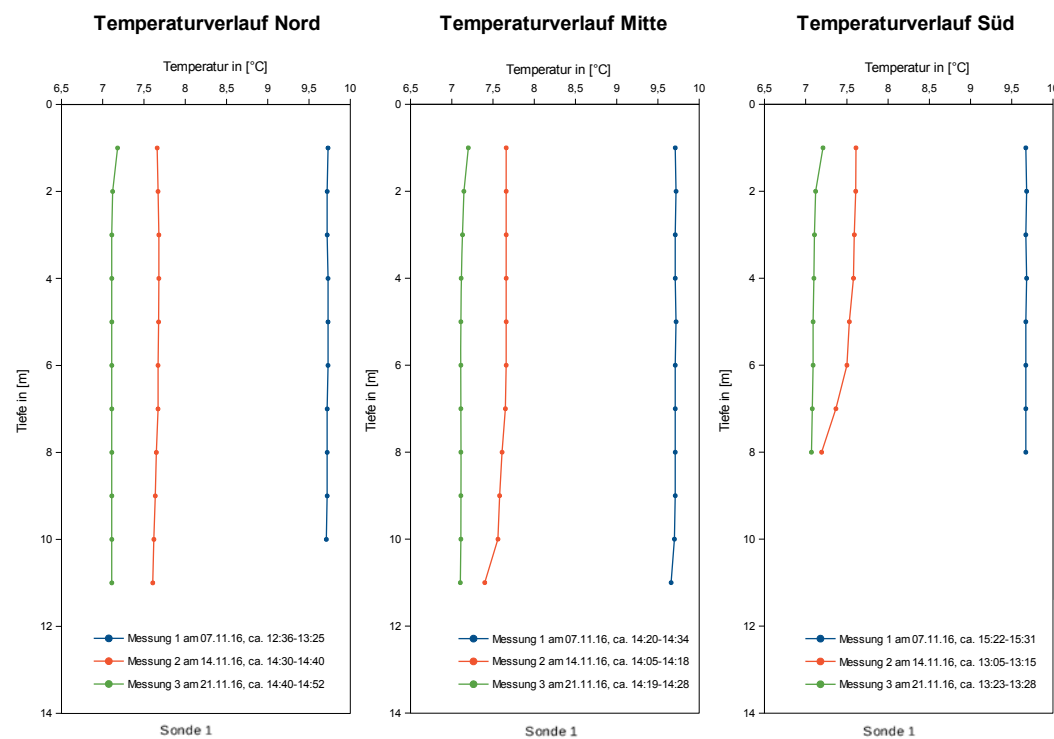 Temperaturverlauf Nord
Temperatur in [°C]
6,5 7 7,5 8 8,5 9 9,5 10
0
2
4
6
8
10
12
14
Tiefe in [m]
Messung 1 am 07.11.16, ca. 12:36-13:25
Messung 2 am 14.11.16, ca. 14:30-14:40
Messung 3 am 21.11.16, ca. 14:40-14:52
Sonde 1
Temperaturverlauf Mitte
Temperatur in [°C]
6,5 7 7,5 8 8,5 9 9,5 10
0
2
4
6
8
10
12
14
Tiefe in [m]
Messung 1 am 07.11.16, ca. 14:20-14:34
Messung 2 am 14.11.16, ca. 14:05-14:18
Messung 3 am 21.11.16, ca. 14:19-14:28
Sonde 1
Temperaturverlauf Süd
Temperatur in [°C]
6,5 7 7,5 8 8,5 9 9,5 10
0
2
4
6
8
10
12
14
Tiefe in [m]
Messung 1 am 07.11.16, ca. 15:22-15:31
Messung 2 am 14.11.16, ca. 13:05-13:15
Messung 3 am 21.11.16, ca. 13:23-13:28
Sonde 1